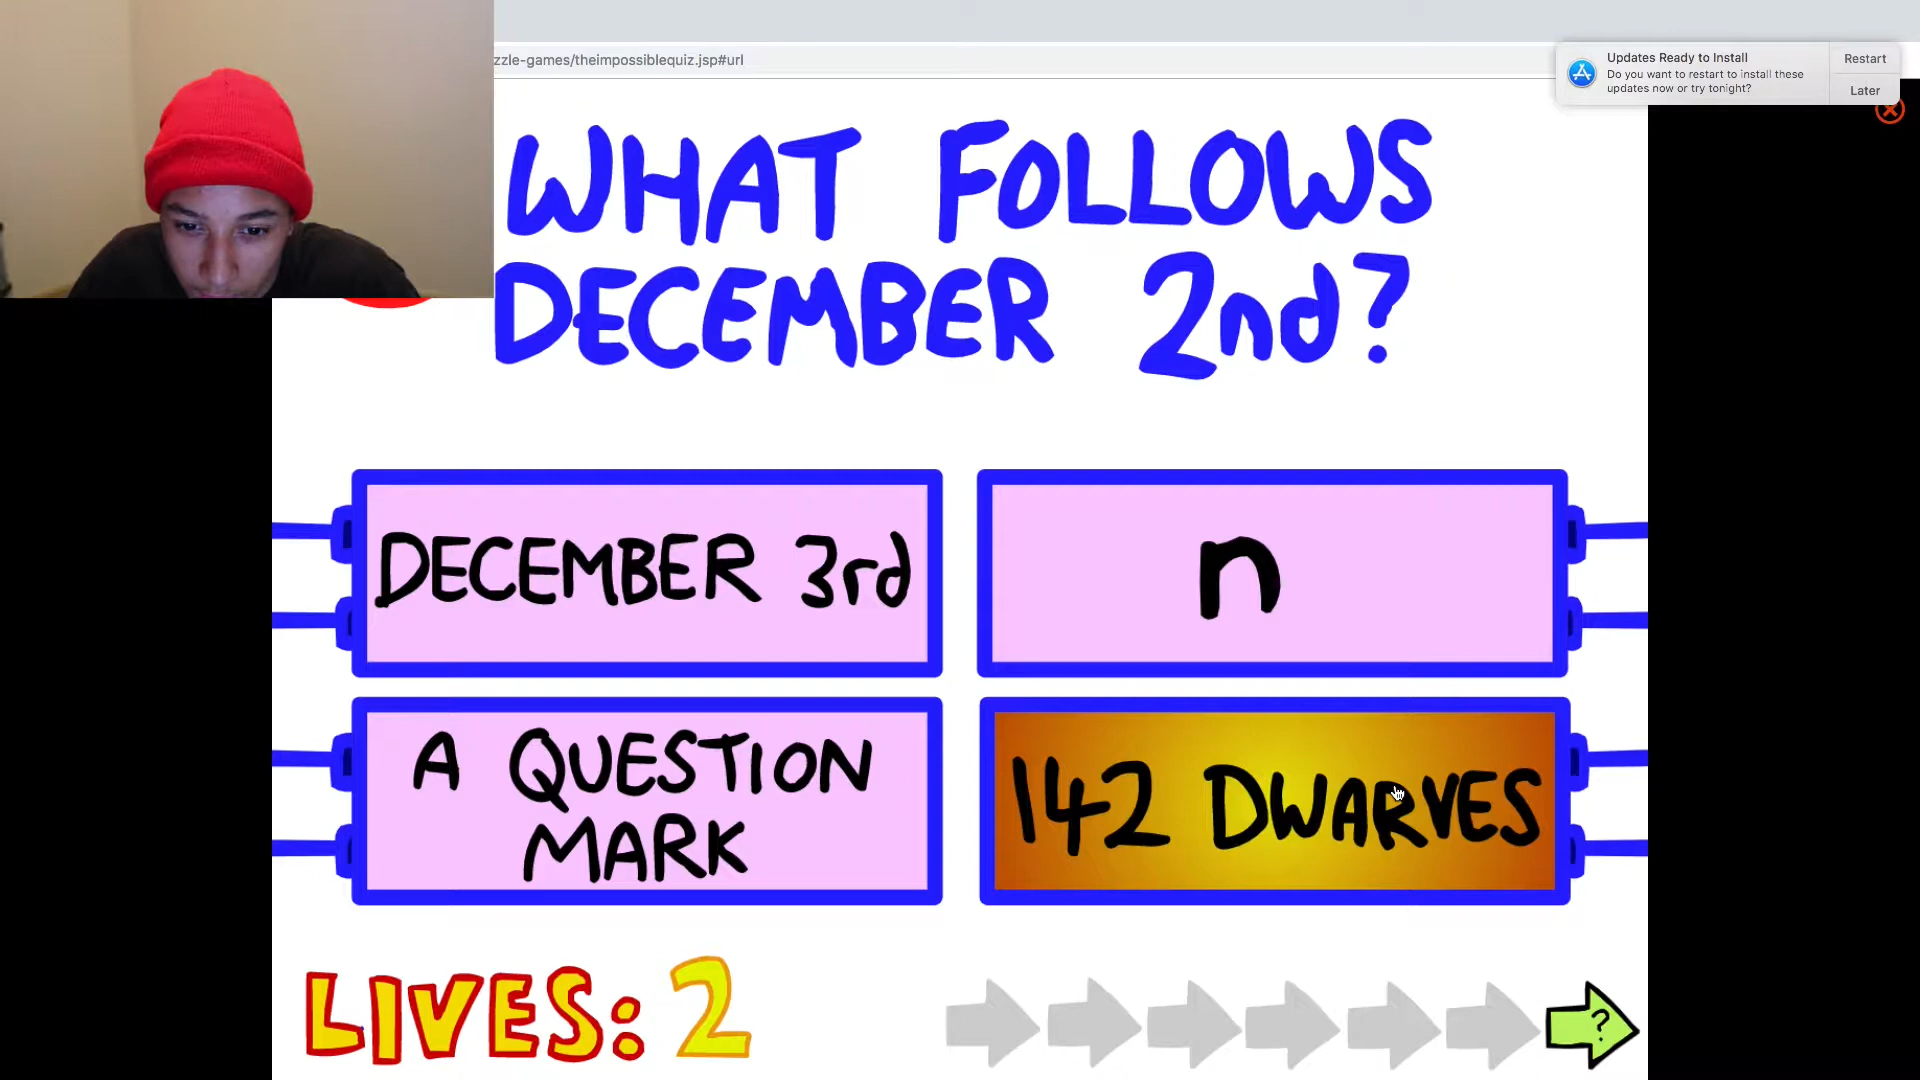 zzle-games/theimpossiblequiz.jsp#url
Updates Ready to Install
Do you want to restart to install these
updates now or try tonight?
Restart
Later
WHAT FOLLOWS
DECEMBER 2nd?
DECEMBER 3rd
n
A QUESTION
MARK
142 DWARVES
LIVES: 2
?